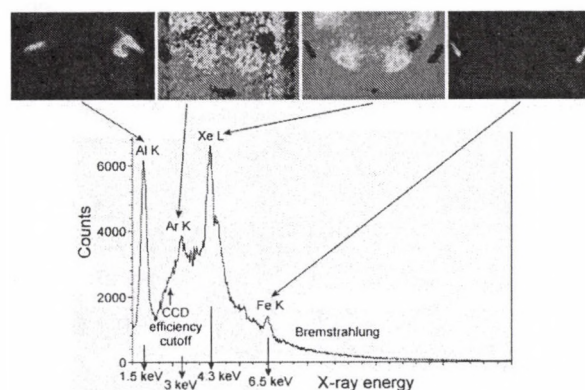 Al K
Xe L
6000
Ar K
4000
Counts
CCD
efficiency
cutoff
2000
Fe K
Bremstrahlung
0
1.5 keV
3 keV
4.3 keV
6.5 keV
X-ray energy